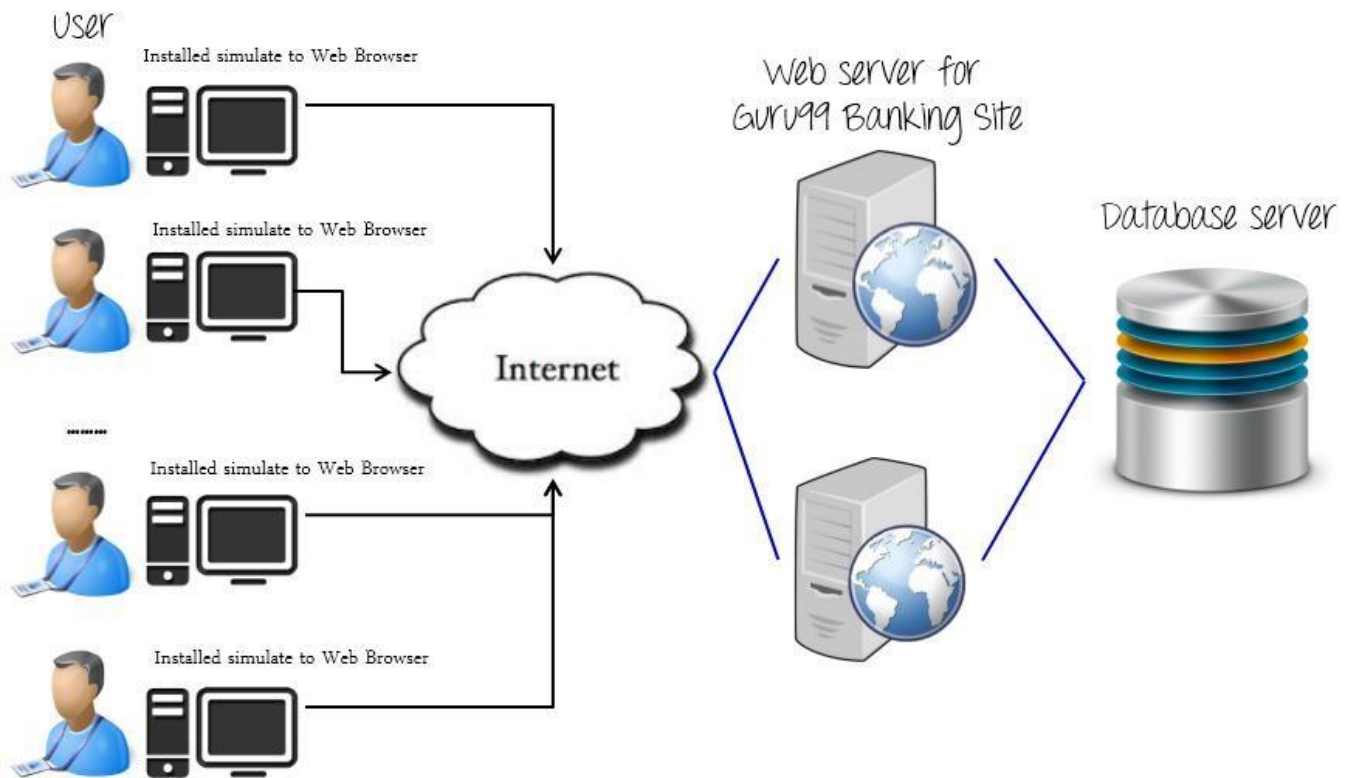 User
Installed simulate to Web Browser
Installed simulate to Web Browser
.........
Installed simulate to Web Browser
Installed simulate to Web Browser
Internet
Web server for
Guru99 Banking Site
Database server